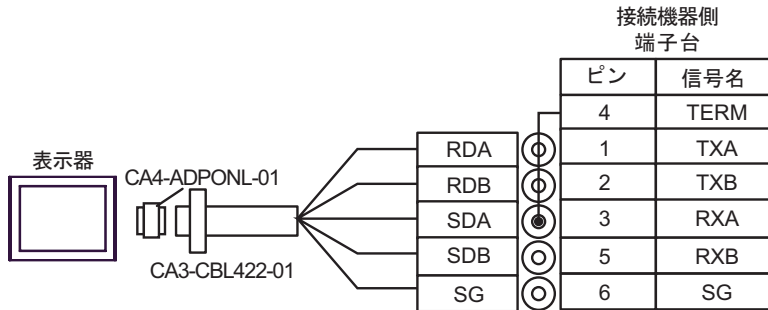 接続機器側
端子台
ピン 信号名
4 TERM
表示器
CA4-ADPONL-01
CA3-CBL422-01
RDA 1 TXA
RDB 2 TXB
SDA 3 RXA
SDB 5 RXB
SG 6 SG